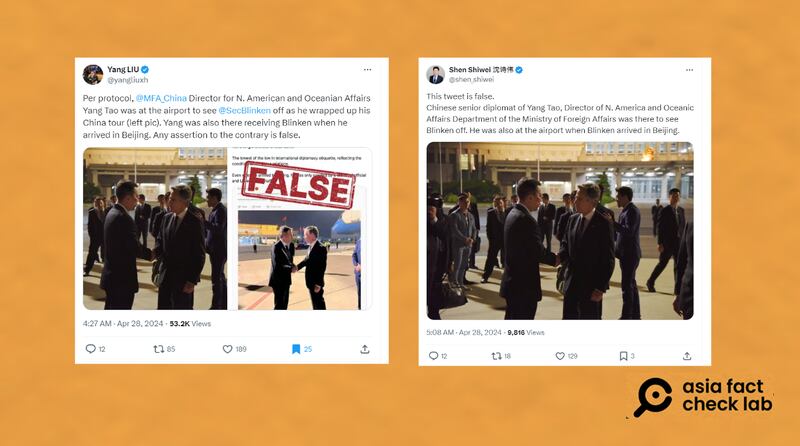 Yang LIU
@yangliuxh
Per protocol, @MFA_China Director for N. American and Oceanian Affairs
Yang Tao was at the airport to see @SecBlinken off as he wrapped up his
China tour (left pic). Yang was also there receiving Blinken when he
arrived in Beijing. Any assertion to the contrary is false.
The lowest of the low in international diplomacy etiquette, reflecting the
FALSE
4:27 AM · Apr 28, 2024 · 53.2K Views
12 85 189 25
Shen Shiwei 沈诗伟
@shen_shiwei
This tweet is false.
Chinese senior diplomat of Yang Tao, Director of N. America and Oceanic
Affairs Department of the Ministry of Foreign Affairs was there to see
Blinken off. He was also at the airport when Blinken arrived in Beijing.
5:08 AM · Apr 28, 2024 · 9,816 Views
12 18 129 3
asia fact
check lab